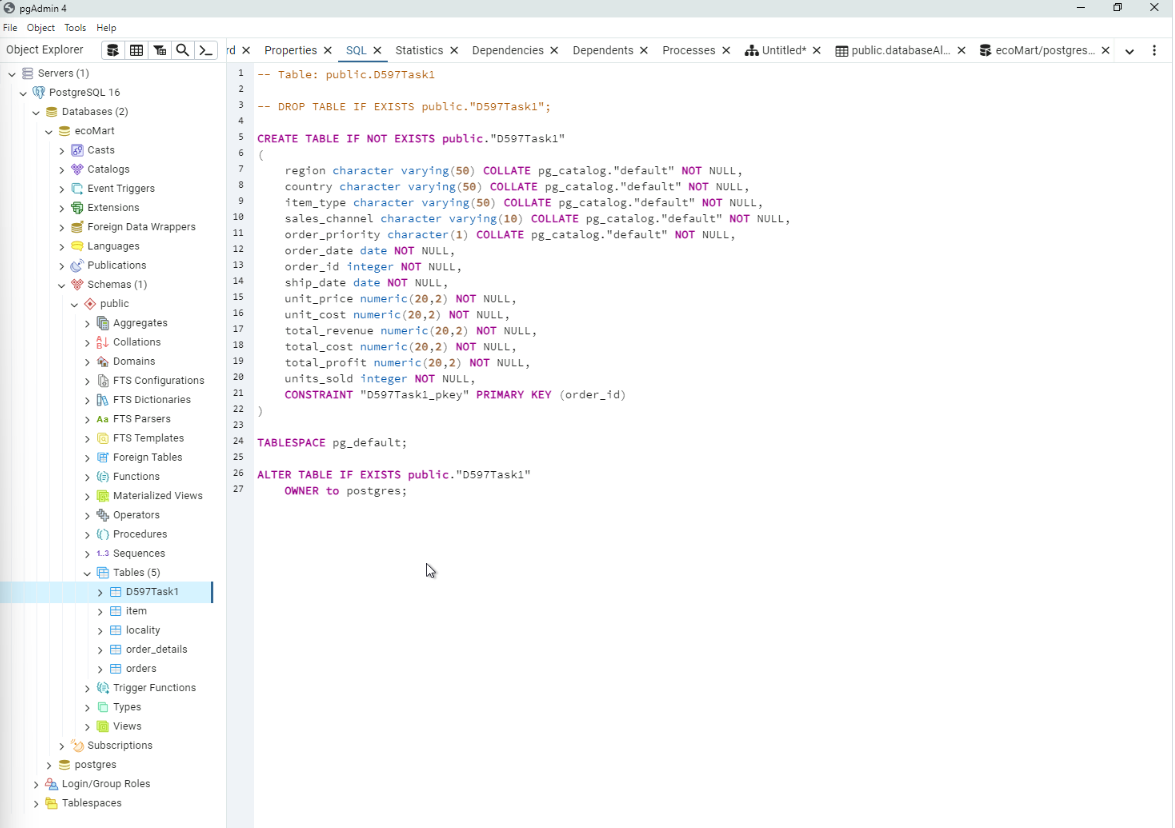 pgAdmin 4
File Object Tools Help
Object Explorer
rd Properties SQL Statistics Dependencies Dependents Processes Untitled* public.databaseAl... ecoMart/postgres...
Servers (1)
PostgreSQL 16
Databases (2)
ecoMart
Casts
Catalogs
Event Triggers
Extensions
Foreign Data Wrappers
Languages
Publications
Schemas (1)
public
Aggregates
Collations
Domains
FTS Configurations
FTS Dictionaries
Aa FTS Parsers
FTS Templates
Foreign Tables
Functions
Materialized Views
Operators
Procedures
1..3 Sequences
Tables (5)
D597Task1
item
locality
order_details
orders
Trigger Functions
Types
Views
Subscriptions
postgres
Login/Group Roles
Tablespaces
1 -- Table: public.D597Task1
2
3 -- DROP TABLE IF EXISTS public."D597Task1";
4
5 CREATE TABLE IF NOT EXISTS public."D597Task1"
6 (
7 region character varying(50) COLLATE pg_catalog."default" NOT NULL,
8 country character varying(50) COLLATE pg_catalog."default" NOT NULL,
9 item_type character varying(50) COLLATE pg_catalog."default" NOT NULL,
10 sales_channel character varying(10) COLLATE pg_catalog."default" NOT NULL,
11 order_priority character(1) COLLATE pg_catalog."default" NOT NULL,
12 order_date date NOT NULL,
13 order_id integer NOT NULL,
14 ship_date date NOT NULL,
15 unit_price numeric(20,2) NOT NULL,
16 unit_cost numeric(20,2) NOT NULL,
17 total_revenue numeric(20,2) NOT NULL,
18 total_cost numeric(20,2) NOT NULL,
19 total_profit numeric(20,2) NOT NULL,
20 units_sold integer NOT NULL,
21 CONSTRAINT "D597Task1_pkey" PRIMARY KEY (order_id)
22 )
23
24 TABLESPACE pg_default;
25
26 ALTER TABLE IF EXISTS public."D597Task1"
27 OWNER to postgres;